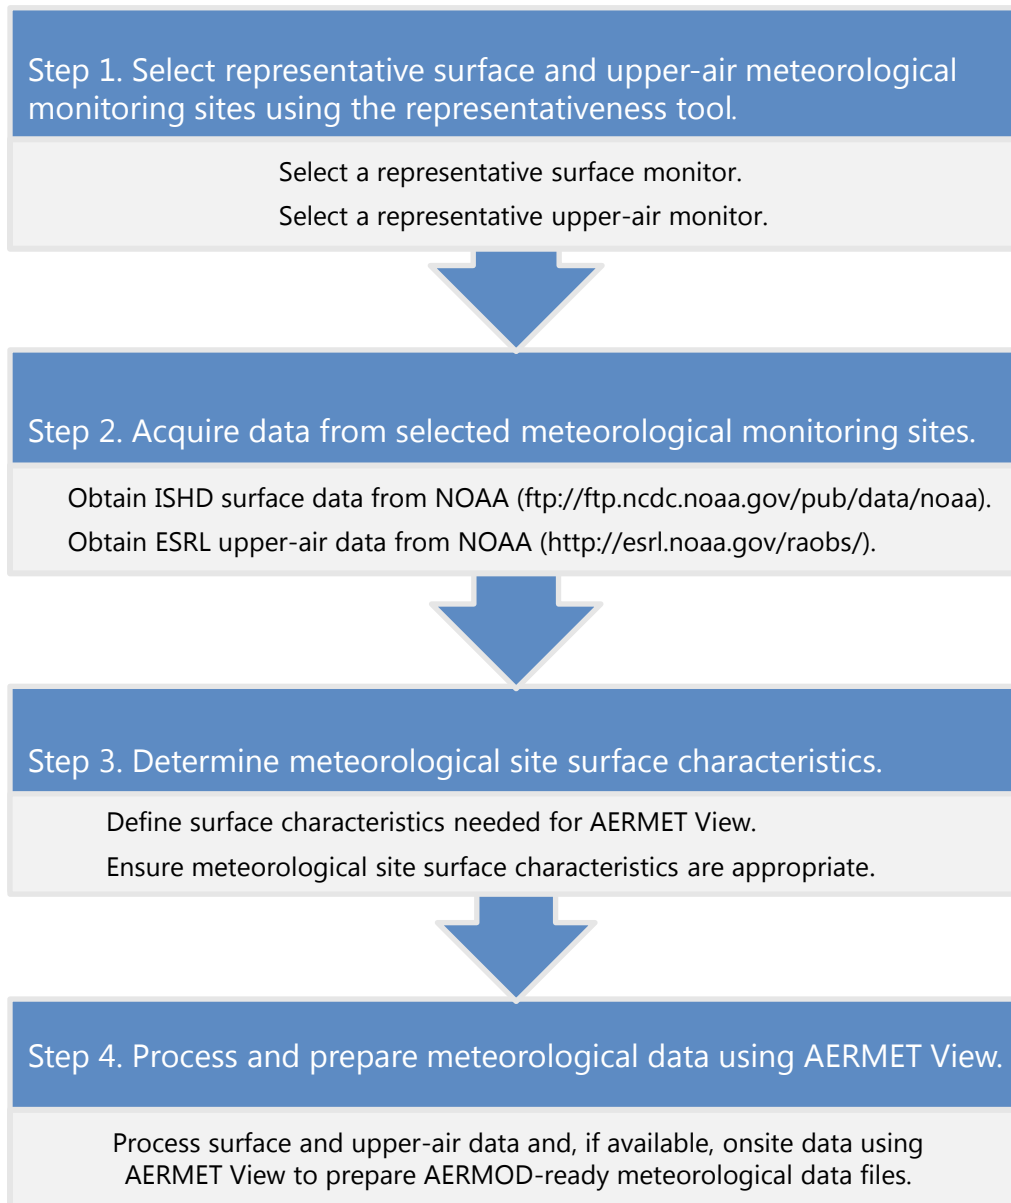 Step 1. Select representative surface and upper-air meteorological
monitoring sites using the representativeness tool.
Select a representative surface monitor.
Select a representative upper-air monitor.
Step 2. Acquire data from selected meteorological monitoring sites.
Obtain ISHD surface data from NOAA (ftp://ftp.ncdc.noaa.gov/pub/data/noaa).
Obtain ESRL upper-air data from NOAA (http://esrl.noaa.gov/raobs/).
Step 3. Determine meteorological site surface characteristics.
Define surface characteristics needed for AERMET View.
Ensure meteorological site surface characteristics are appropriate.
Step 4. Process and prepare meteorological data using AERMET View.
Process surface and upper-air data and, if available, onsite data using
AERMET View to prepare AERMOD-ready meteorological data files.